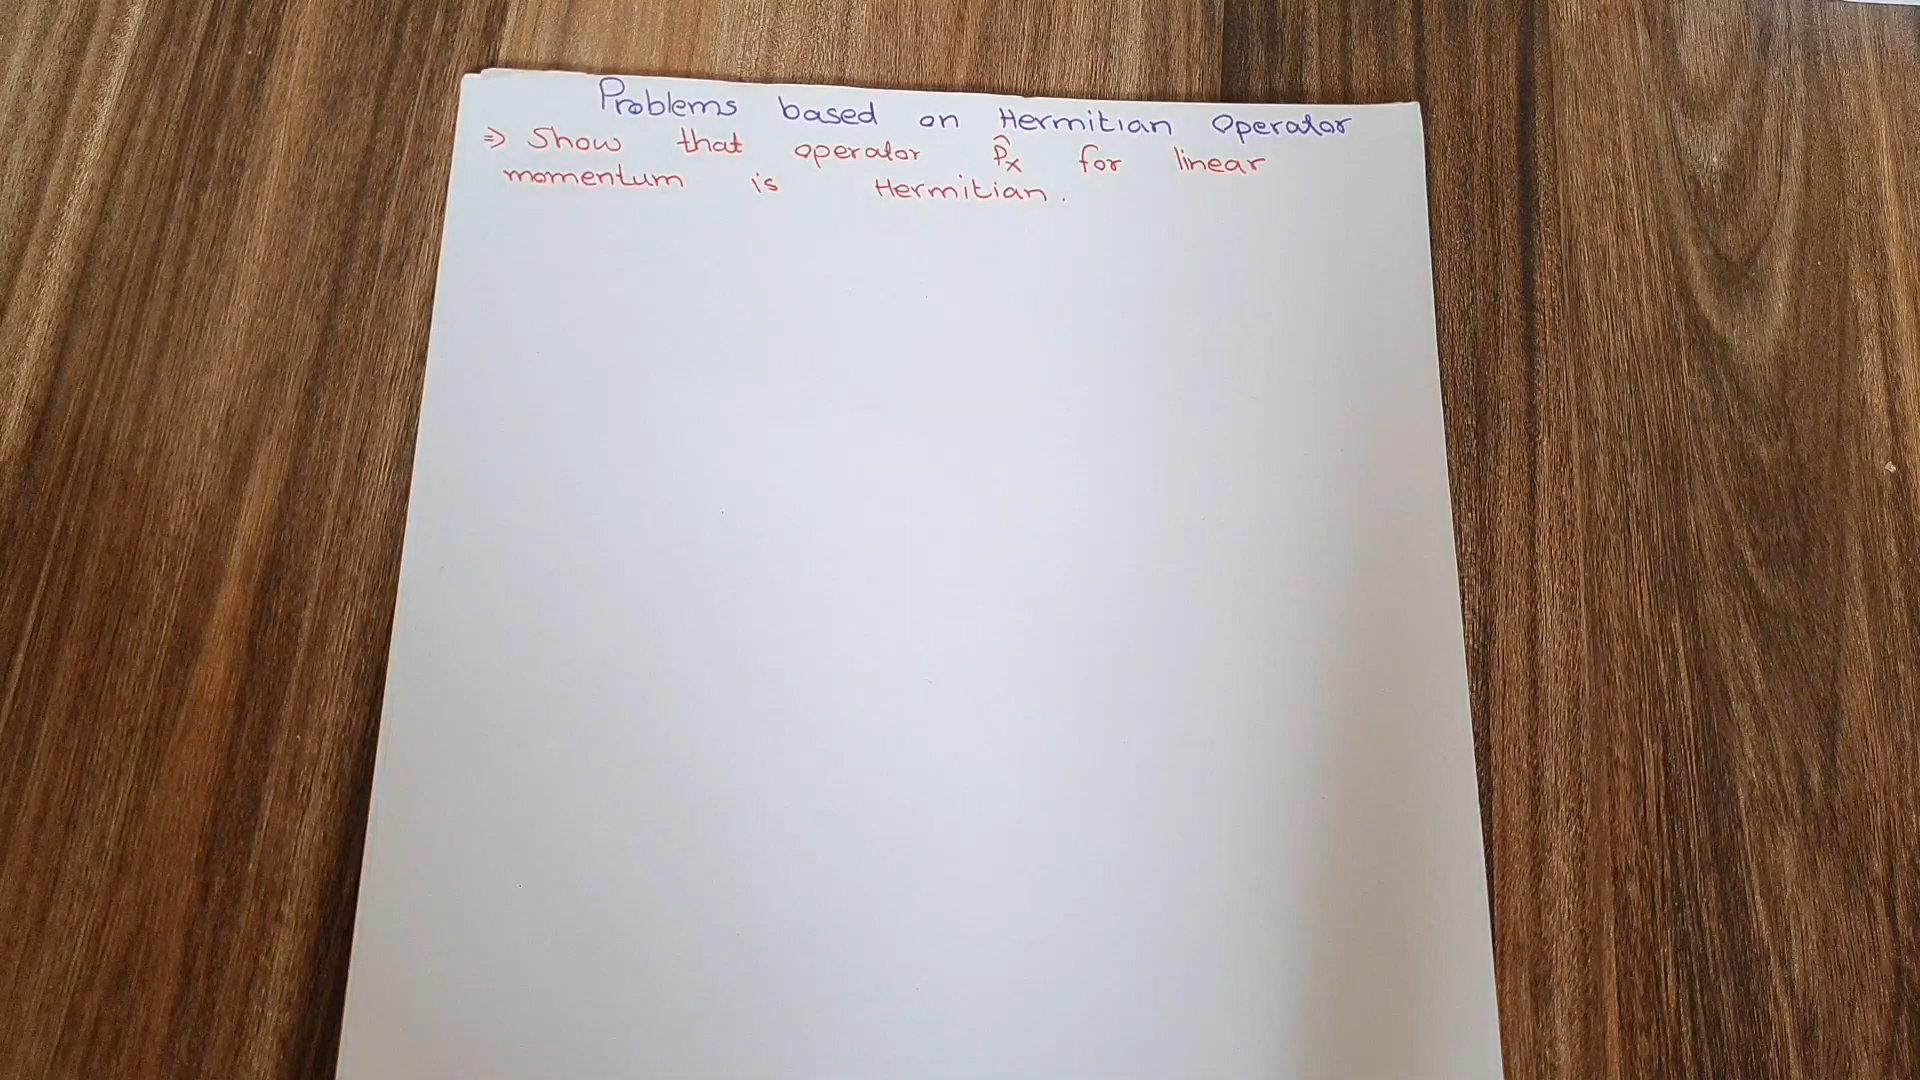 Problems based on Hermitian Operator
⇒ Show that operator P̂x for linear
momentum is Hermitian.